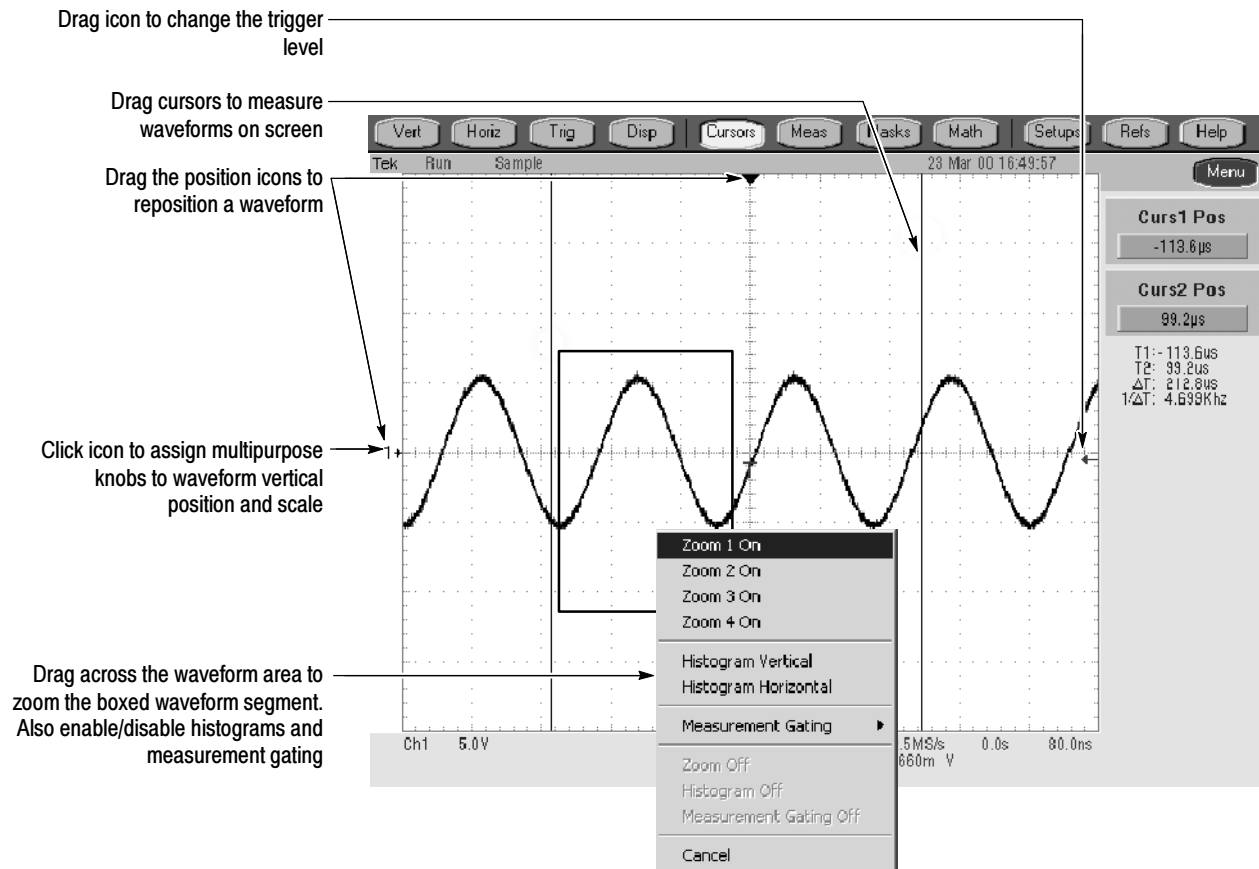 Drag icon to change the trigger
level
Drag cursors to measure
waveforms on screen
Drag the position icons to
reposition a waveform
Click icon to assign multipurpose
knobs to waveform vertical
position and scale
Drag across the waveform area to
zoom the boxed waveform segment.
Also enable/disable histograms and
measurement gating
Vert Horiz Trig Disp Cursors Meas Masks Math Setups Refs Help
Tek Run Sample 23 Mar 00 16:49:57
Menu
Curs1 Pos
-113.6µs
Curs2 Pos
99.2µs
T1:-113.6us
T2: 99.2us
ΔT: 212.8us
1/ΔT: 4.699Khz
1
Zoom 1 On
Zoom 2 On
Zoom 3 On
Zoom 4 On
Histogram Vertical
Histogram Horizontal
Measurement Gating
Zoom Off
Histogram Off
Measurement Gating Off
Cancel
Ch1 5.0V .5MS/s 0.0s 80.0ns
660m V